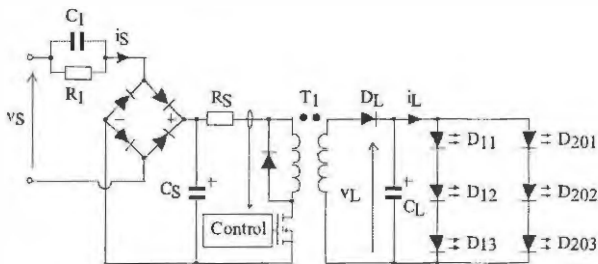 C1
iS
R1
vS
RS
T1
DL
iL
D11
D201
CS
vL
CL
D12
D202
Control
D13
D203